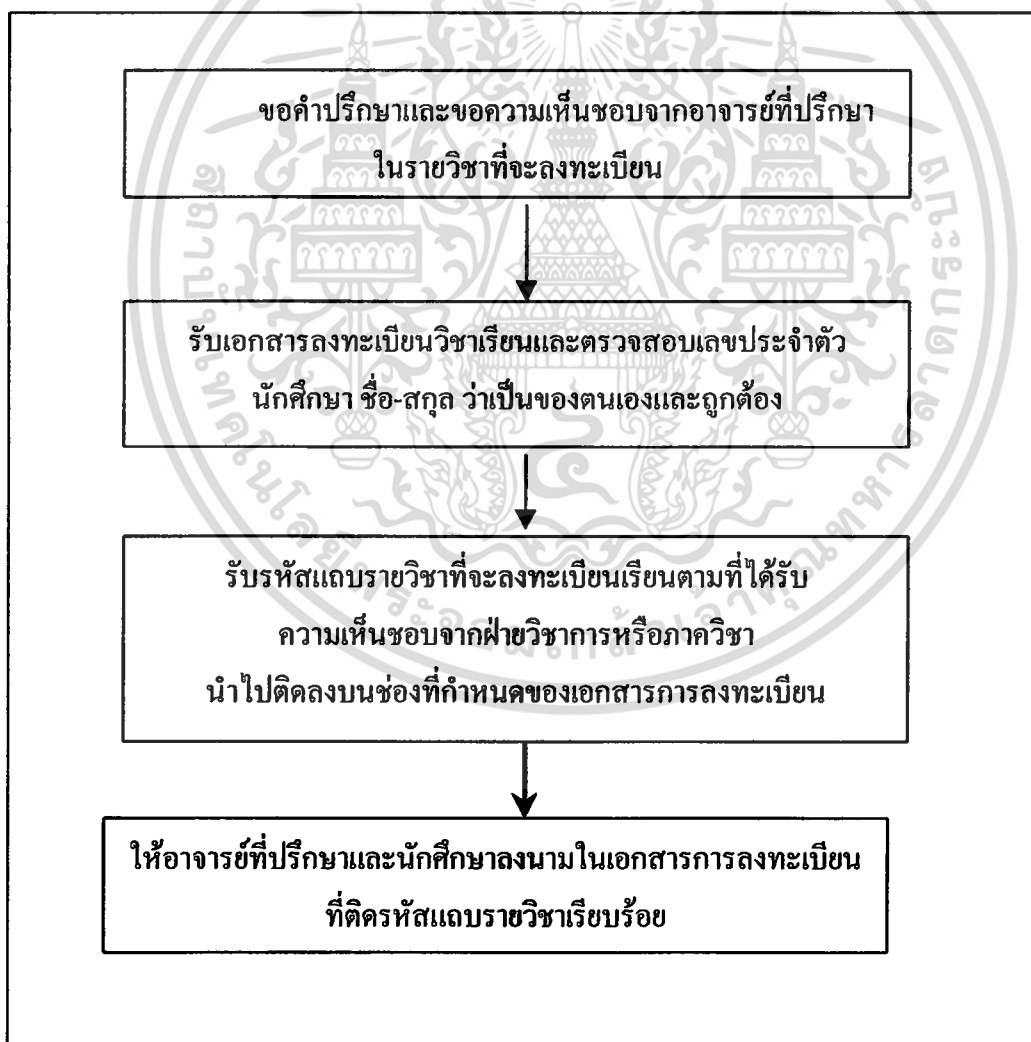 ขอคำปรึกษาและขอความเห็นชอบจากอาจารย์ที่ปรึกษา
ในรายวิชาที่จะลงทะเบียน
รับเอกสารลงทะเบียนวิชาเรียนและตรวจสอบเลขประจำตัว
นักศึกษา ชื่อ-สกุล ว่าเป็นของตนเองและถูกต้อง
รับรหัสแถบรายวิชาที่จะลงทะเบียนเรียนตามที่ได้รับ
ความเห็นชอบจากฝ่ายวิชาการหรือภาควิชา
นำไปติดลงบนช่องที่กำหนดของเอกสารการลงทะเบียน
ให้อาจารย์ที่ปรึกษาและนักศึกษาลงนามในเอกสารการลงทะเบียน
ที่ติดรหัสแถบรายวิชาเรียบร้อย